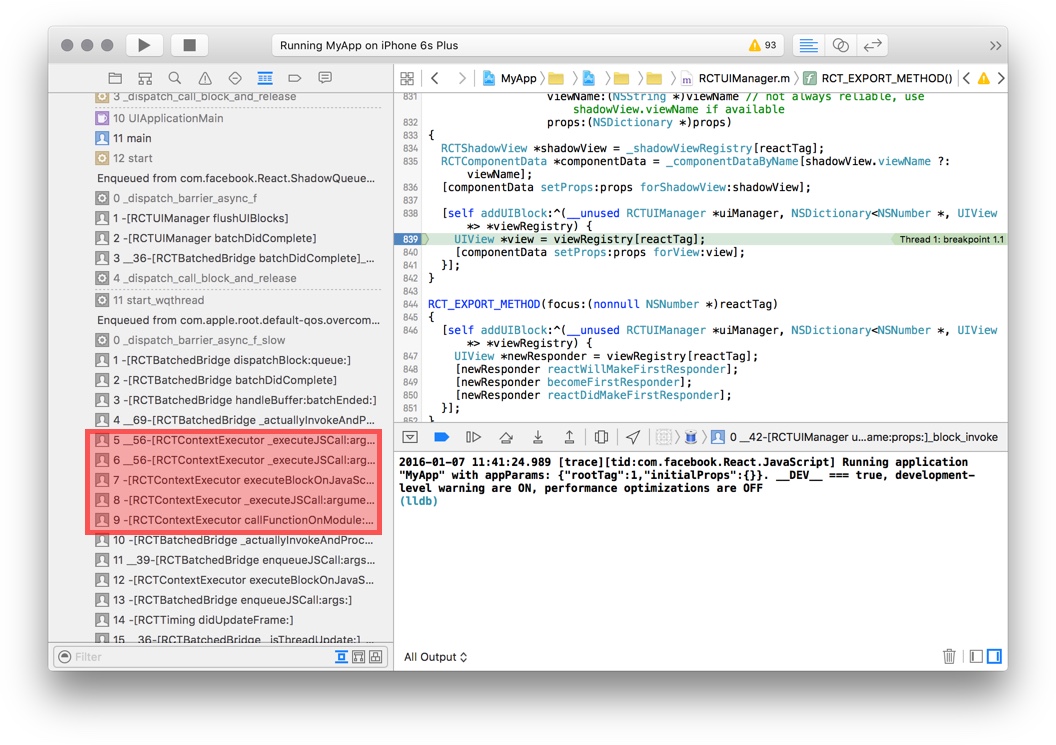 Running MyApp on iPhone 6s Plus
93
MyApp
RCTUIManager.m
RCT_EXPORT_METHOD()
3 _dispatch_call_block_and_release
10 UIApplicationMain
11 main
12 start
Enqueued from com.facebook.React.ShadowQueue...
0 _dispatch_barrier_async_f
1 -[RCTUIManager flushUIBlocks]
2 -[RCTUIManager batchDidComplete]
3 __36-[RCTBatchedBridge batchDidComplete]_...
4 _dispatch_call_block_and_release
11 start_wqthread
Enqueued from com.apple.root.default-qos.overcom...
0 _dispatch_barrier_async_f_slow
1 -[RCTBatchedBridge dispatchBlock:queue:]
2 -[RCTBatchedBridge batchDidComplete]
3 -[RCTBatchedBridge handleBuffer:batchEnded:]
4 __69-[RCTBatchedBridge _actuallyInvokeAndP...
5 __56-[RCTContextExecutor _executeJSCall:arg...
6 __56-[RCTContextExecutor _executeJSCall:arg...
7 -[RCTContextExecutor executeBlockOnJavaSc...
8 -[RCTContextExecutor _executeJSCall:argume...
9 -[RCTContextExecutor callFunctionOnModule:...
10 -[RCTBatchedBridge _actuallyInvokeAndProc...
11 __39-[RCTBatchedBridge enqueueJSCall:args...
12 -[RCTContextExecutor executeBlockOnJavaS...
13 -[RCTBatchedBridge enqueueJSCall:args:]
14 -[RCTTiming didUpdateFrame:]
15 __36-[RCTBatchedBridge _jsThreadUpdate:]_...
Filter
831 viewName:(NSString *)viewName // not always reliable, use
shadowView.viewName if available
832 props:(NSDictionary *)props)
833 {
834 RCTShadowView *shadowView = _shadowViewRegistry[reactTag];
835 RCTComponentData *componentData = _componentDataByName[shadowView.viewName ?:
viewName];
836 [componentData setProps:props forShadowView:shadowView];
837
838 [self addUIBlock:^(__unused RCTUIManager *uiManager, NSDictionary<NSNumber *, UIView
*> *viewRegistry) {
839 UIView *view = viewRegistry[reactTag]; Thread 1: breakpoint 1.1
840 [componentData setProps:props forView:view];
841 }];
842 }
843
844 RCT_EXPORT_METHOD(focus:(nonnull NSNumber *)reactTag)
845 {
846 [self addUIBlock:^(__unused RCTUIManager *uiManager, NSDictionary<NSNumber *, UIView
*> *viewRegistry) {
847 UIView *newResponder = viewRegistry[reactTag];
848 [newResponder reactWillMakeFirstResponder];
849 [newResponder becomeFirstResponder];
850 [newResponder reactDidMakeFirstResponder];
851 }];
852 }
0 __42-[RCTUIManager u...ame:props:]_block_invoke
2016-01-07 11:41:24.989 [trace][tid:com.facebook.React.JavaScript] Running application
"MyApp" with appParams: {"rootTag":1,"initialProps":{}}. __DEV__ === true, development-
level warning are ON, performance optimizations are OFF
(lldb)
All Output